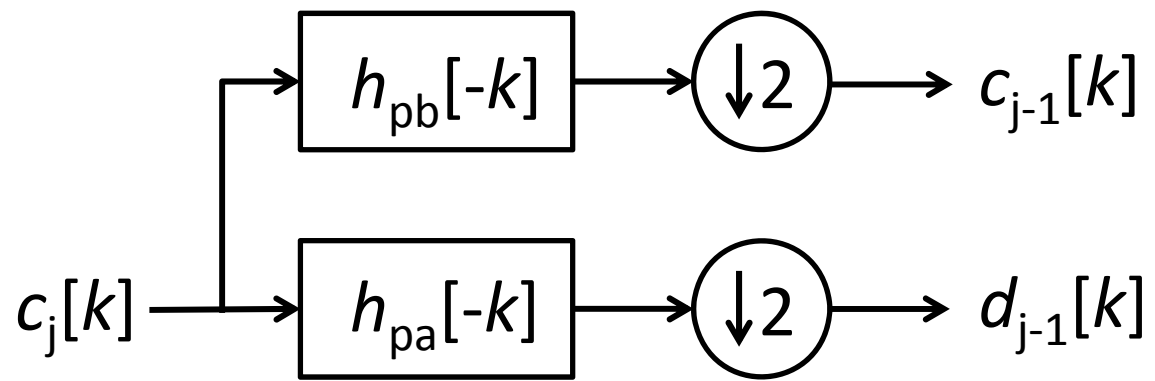 h_pb[-k] ↓2 c_j-1[k]
c_j[k] h_pa[-k] ↓2 d_j-1[k]